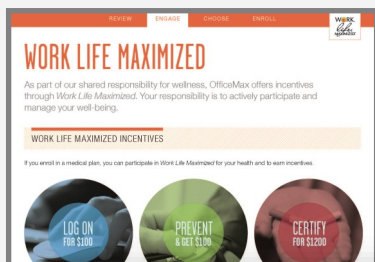 REVIEW ENGAGE CHOOSE ENROLL
WORK
life
MAXIMIZED
WORK LIFE MAXIMIZED
As part of our shared responsibility for wellness, OfficeMax offers incentives
through Work Life Maximized. Your responsibility is to actively participate and
manage your well-being.
WORK LIFE MAXIMIZED INCENTIVES
If you enroll in a medical plan, you can participate in Work Life Maximized for your health and to earn incentives
LOG ON
FOR $100
PREVENT
& GET $100
CERTIFY
FOR $1200